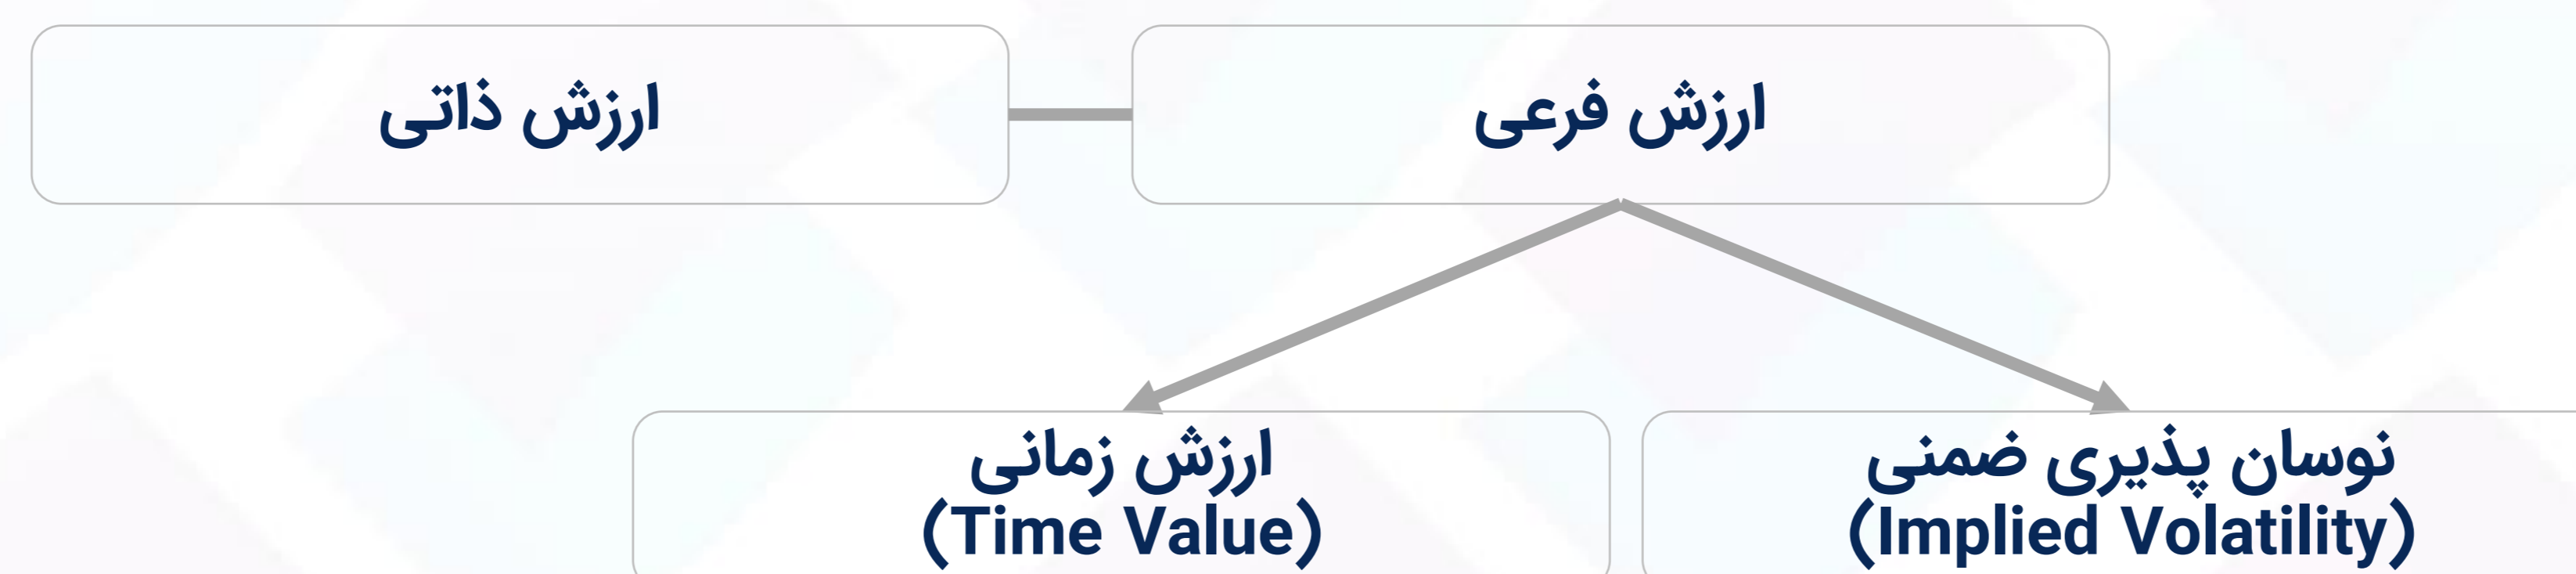 ارزش فرعی
ارزش ذاتی
نوسان پذیری ضمنی
(Implied Volatility)
ارزش زمانی
(Time Value)